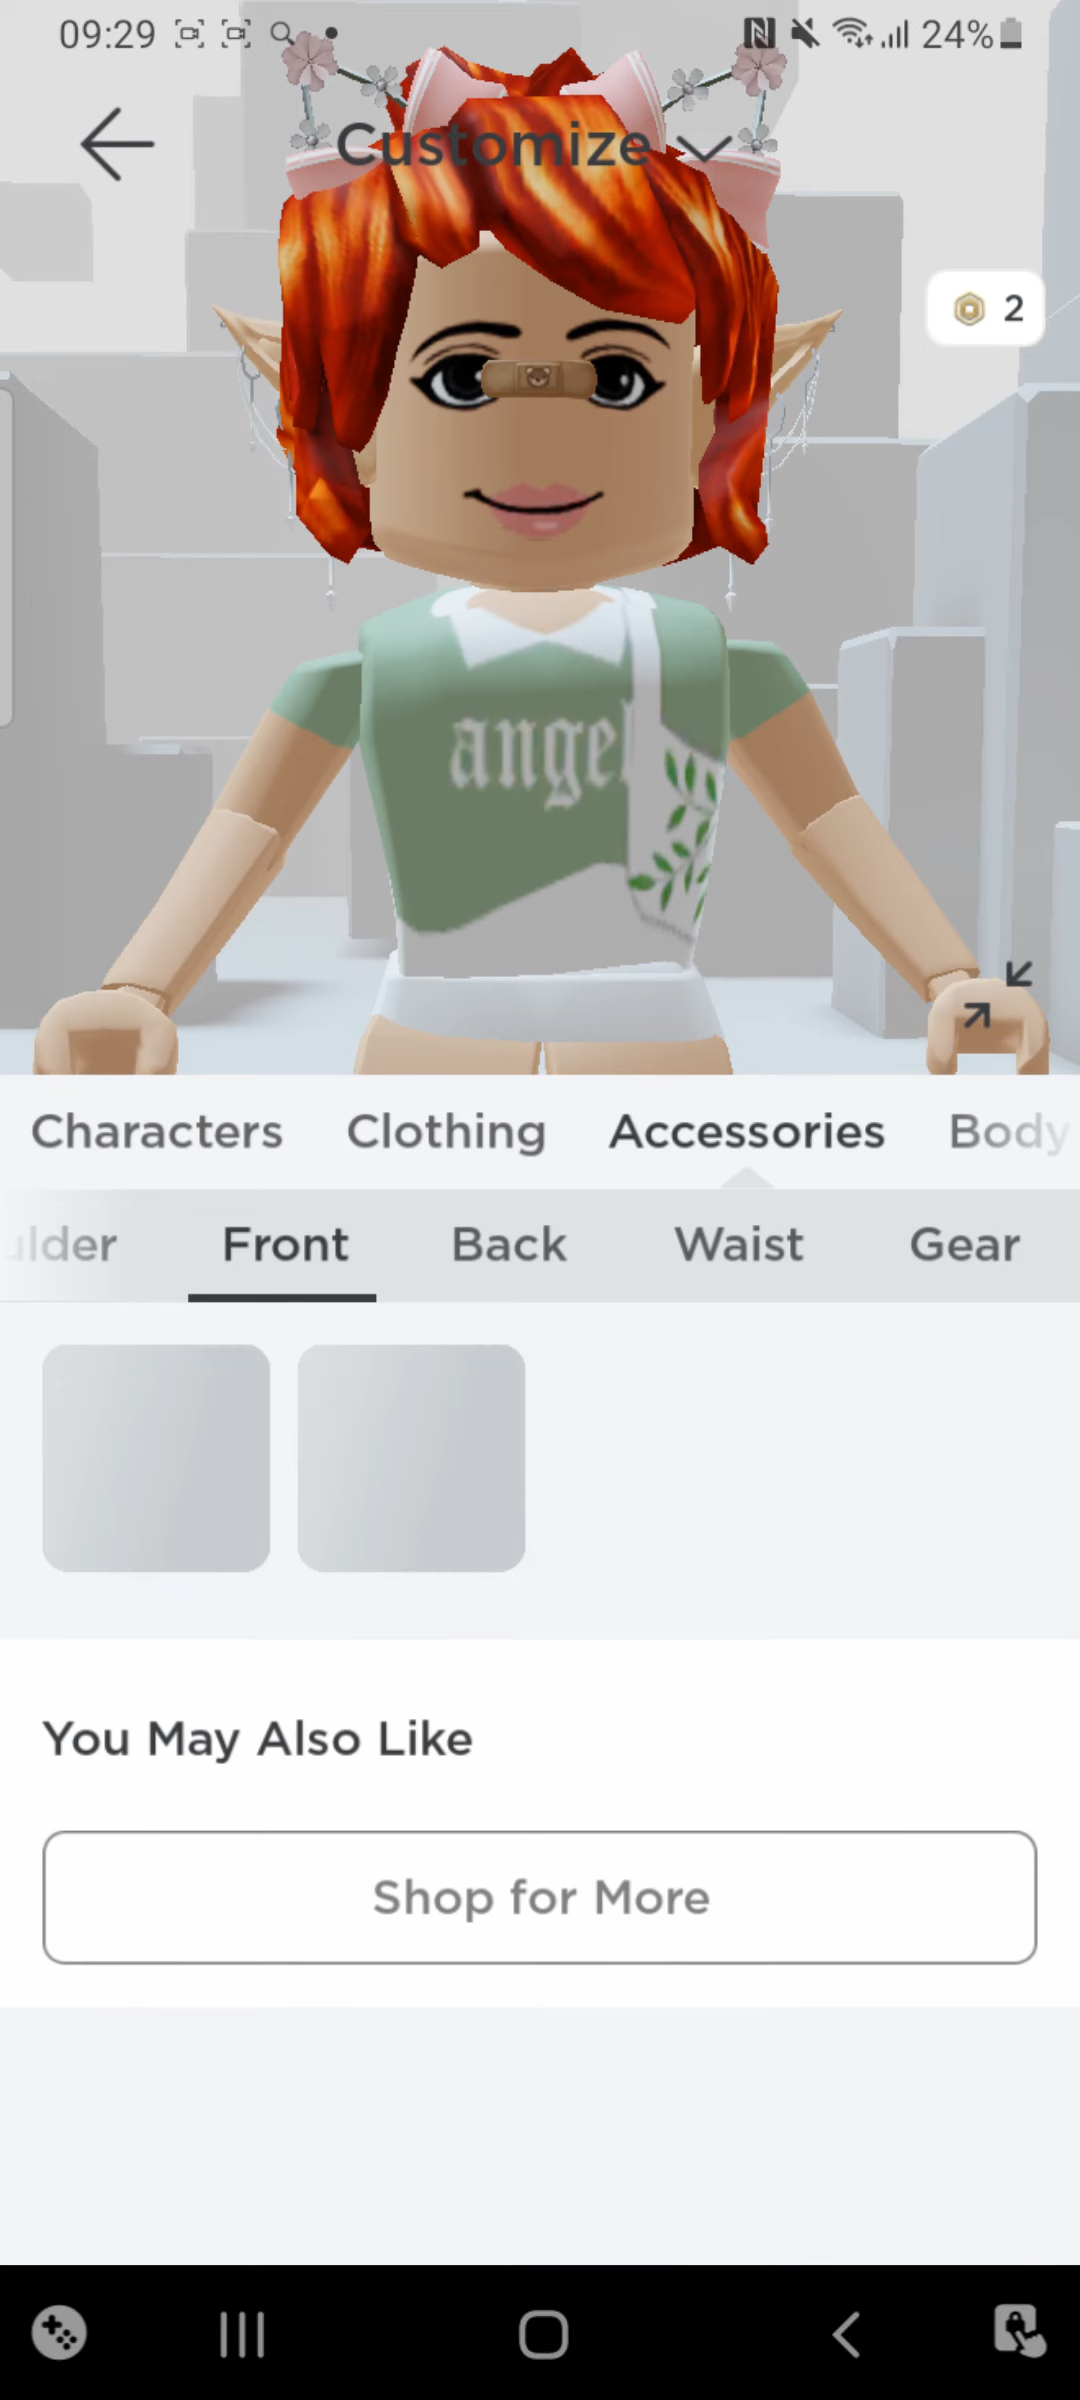 09:29
24%
Customize
2
angel
Characters Clothing Accessories Body
ulder Front Back Waist Gear
You May Also Like
Shop for More